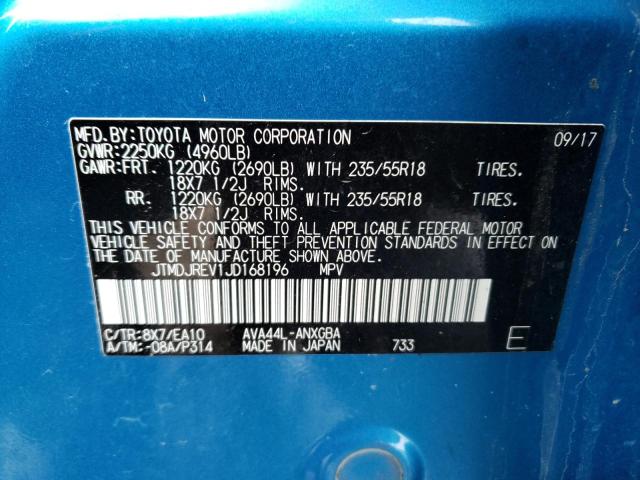 MFD. BY: TOYOTA MOTOR CORPORATION 09/17
GVWR: 2250KG (4960LB)
GAWR: FRT. 1220KG (2690LB) WITH 235/55R18 TIRES.
18X7 1/2J RIMS.
RR. 1220KG (2690LB) WITH 235/55R18 TIRES.
18X7 1/2J RIMS.
THIS VEHICLE CONFORMS TO ALL APPLICABLE FEDERAL MOTOR
VEHICLE SAFETY AND THEFT PREVENTION STANDARDS IN EFFECT ON
THE DATE OF MANUFACTURE SHOWN ABOVE.
JTMDJREV1JD168196 MPV
C/TR: 8X7/EA10 AVA44L-ANXGBA
A/TM: -08A/P314 MADE IN JAPAN 733 E